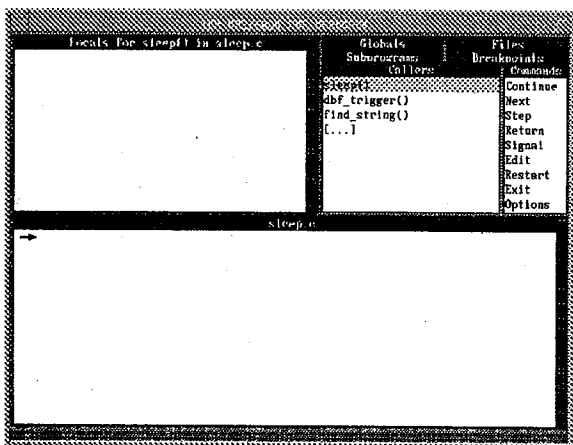 Locals for sleep() in sleep.c
Globals
Files
Subprograms
Breakpoints
Callers
Commands
sleep()
dbf_trigger()
find_string()
[...]
Continue
Next
Step
Return
Signal
Edit
Restart
Exit
Options
sleep.c